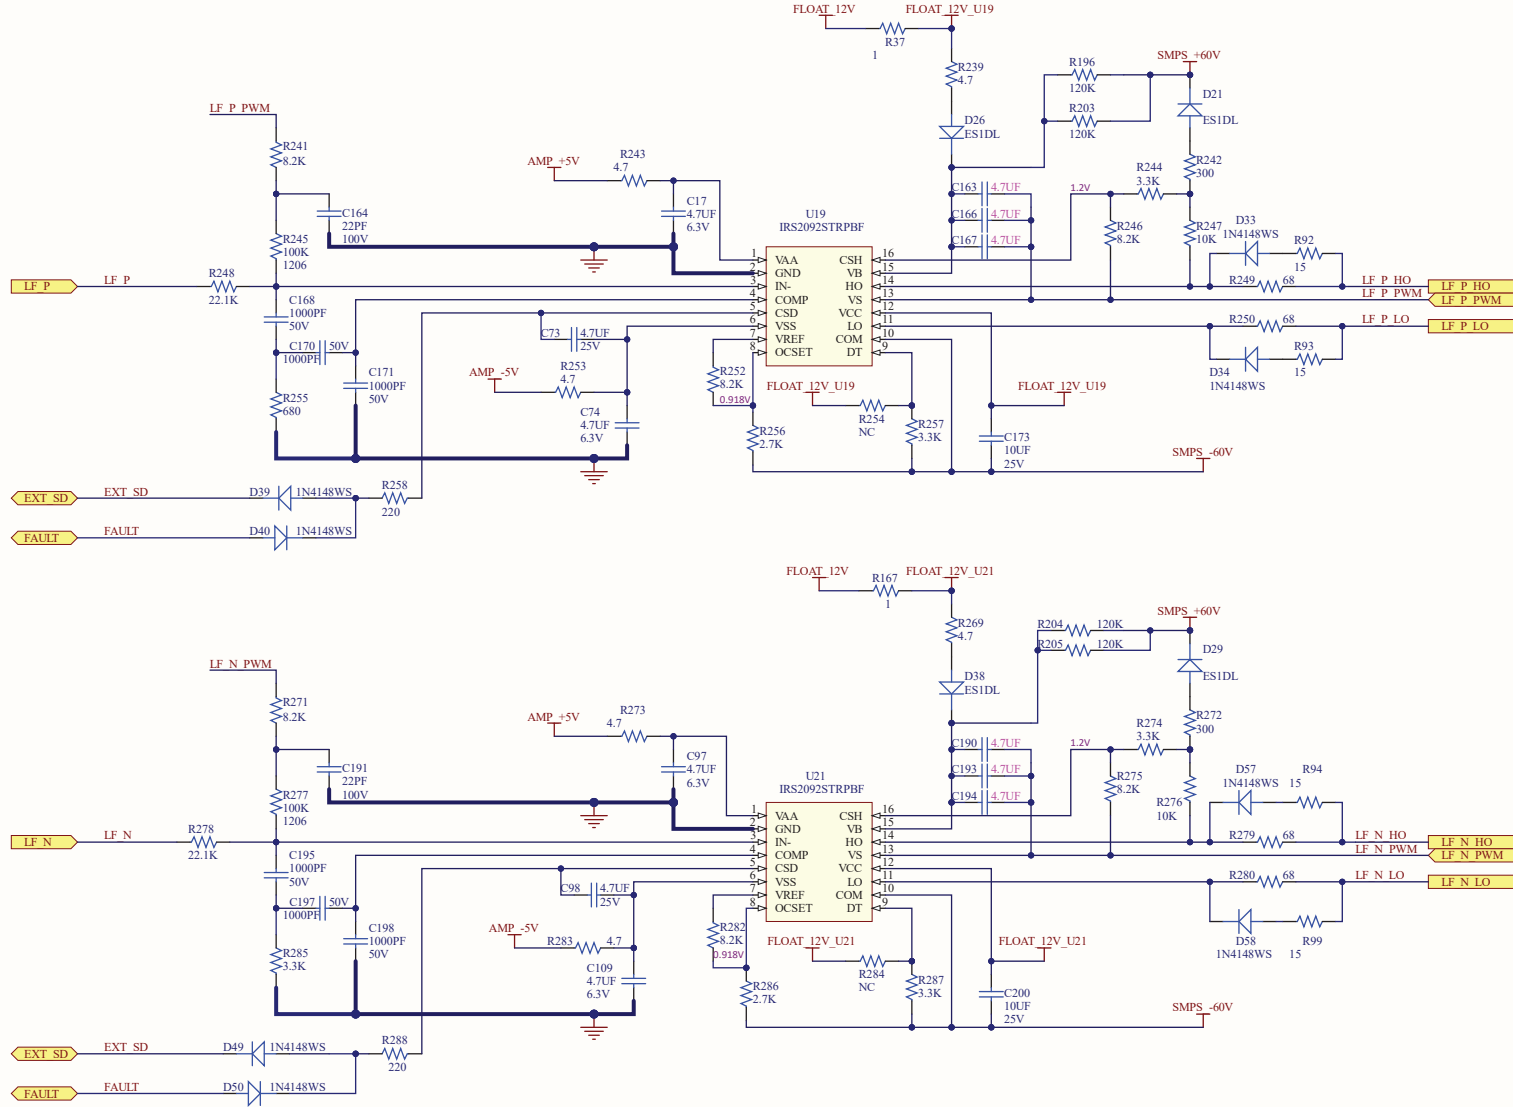 FLOAT_12V
FLOAT_12V_U19
R37
1
R239
4.7
R196
120K
SMPS_+60V
D21
ES1DL
R203
120K
D26
ES1DL
LF_P_PWM
R241
8.2K
AMP_+5V
R243
4.7
R244
3.3K
R242
300
C164
22PF
100V
C17
4.7UF
6.3V
U19
IRS2092STRPBF
C163 4.7UF
C166 4.7UF
C167 4.7UF
1.2V
R246
8.2K
R247
10K
D33
1N4148WS
R92
15
R245
100K
1206
R248
22.1K
LF_P
LF_P
1 VAA CSH 16
2 GND VB 15
3 IN- HO 14
4 COMP VS 13
5 CSD VCC 12
6 VSS LO 11
7 VREF COM 10
8 OCSET DT 9
R249 68
LF_P_HO
LF_P_HO
LF_P_PWM
LF_P_PWM
R250 68
LF_P_LO
LF_P_LO
D34
1N4148WS
R93
15
C168
1000PF
50V
C170 50V
1000PF
C171
1000PF
50V
R255
680
C73 4.7UF
25V
R253
4.7
AMP_-5V
C74
4.7UF
6.3V
R252
8.2K
0.918V
R256
2.7K
FLOAT_12V_U19
R254
NC
R257
3.3K
FLOAT_12V_U19
C173
10UF
25V
SMPS_-60V
EXT_SD
EXT_SD
D39 1N4148WS
R258
220
FAULT
FAULT
D40 1N4148WS
FLOAT_12V
FLOAT_12V_U21
R167
1
R269
4.7
R204 120K
R205 120K
SMPS_+60V
D29
ES1DL
D38
ES1DL
LF_N_PWM
R271
8.2K
AMP_+5V
R273
4.7
R274
3.3K
R272
300
C191
22PF
100V
C97
4.7UF
6.3V
U21
IRS2092STRPBF
C190 4.7UF
C193 4.7UF
C194 4.7UF
1.2V
R275
8.2K
R276
10K
D57
1N4148WS
R94
15
R277
100K
1206
R278
22.1K
LF_N
LF_N
1 VAA CSH 16
2 GND VB 15
3 IN- HO 14
4 COMP VS 13
5 CSD VCC 12
6 VSS LO 11
7 VREF COM 10
8 OCSET DT 9
R279 68
LF_N_HO
LF_N_HO
LF_N_PWM
LF_N_PWM
R280 68
LF_N_LO
LF_N_LO
D58
1N4148WS
R99
15
C195
1000PF
50V
C197 50V
1000PF
C198
1000PF
50V
R285
3.3K
C98 4.7UF
25V
R283 4.7
AMP_-5V
C109
4.7UF
6.3V
R282
8.2K
0.918V
R286
2.7K
FLOAT_12V_U21
R284
NC
R287
3.3K
FLOAT_12V_U21
C200
10UF
25V
SMPS_-60V
EXT_SD
EXT_SD
D49 1N4148WS
R288
220
FAULT
FAULT
D50 1N4148WS